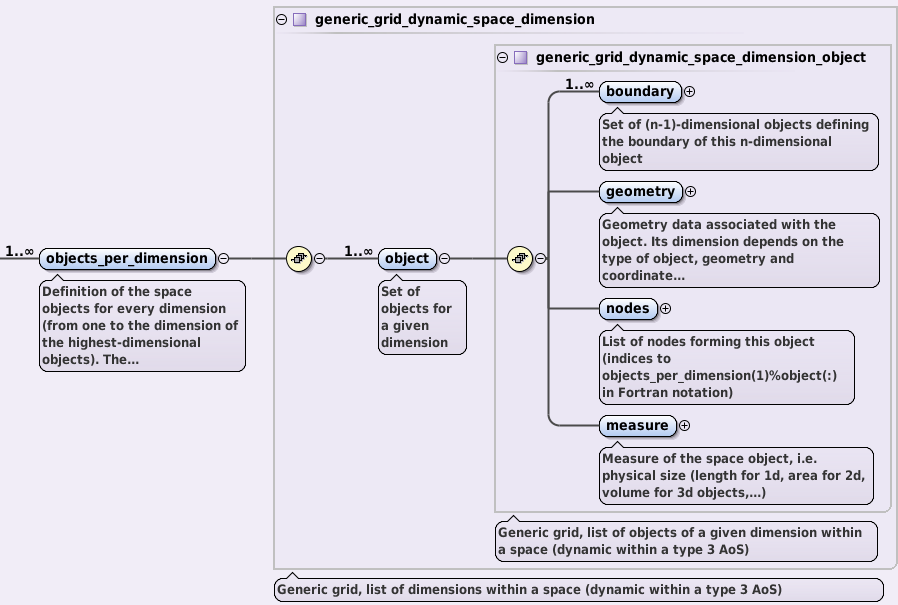 generic_grid_dynamic_space_dimension
generic_grid_dynamic_space_dimension_object
1..∞
boundary
Set of (n-1)-dimensional objects defining
the boundary of this n-dimensional
object
geometry
Geometry data associated with the
object. Its dimension depends on the
type of object, geometry and
coordinate...
1..∞
objects_per_dimension
Definition of the space
objects for every dimension
(from one to the dimension of
the highest-dimensional
objects). The...
1..∞
object
Set of
objects for
a given
dimension
nodes
List of nodes forming this object
(indices to
objects_per_dimension(1)%object(:)
in Fortran notation)
measure
Measure of the space object, i.e.
physical size (length for 1d, area for 2d,
volume for 3d objects,...)
Generic grid, list of objects of a given dimension within
a space (dynamic within a type 3 AoS)
Generic grid, list of dimensions within a space (dynamic within a type 3 AoS)